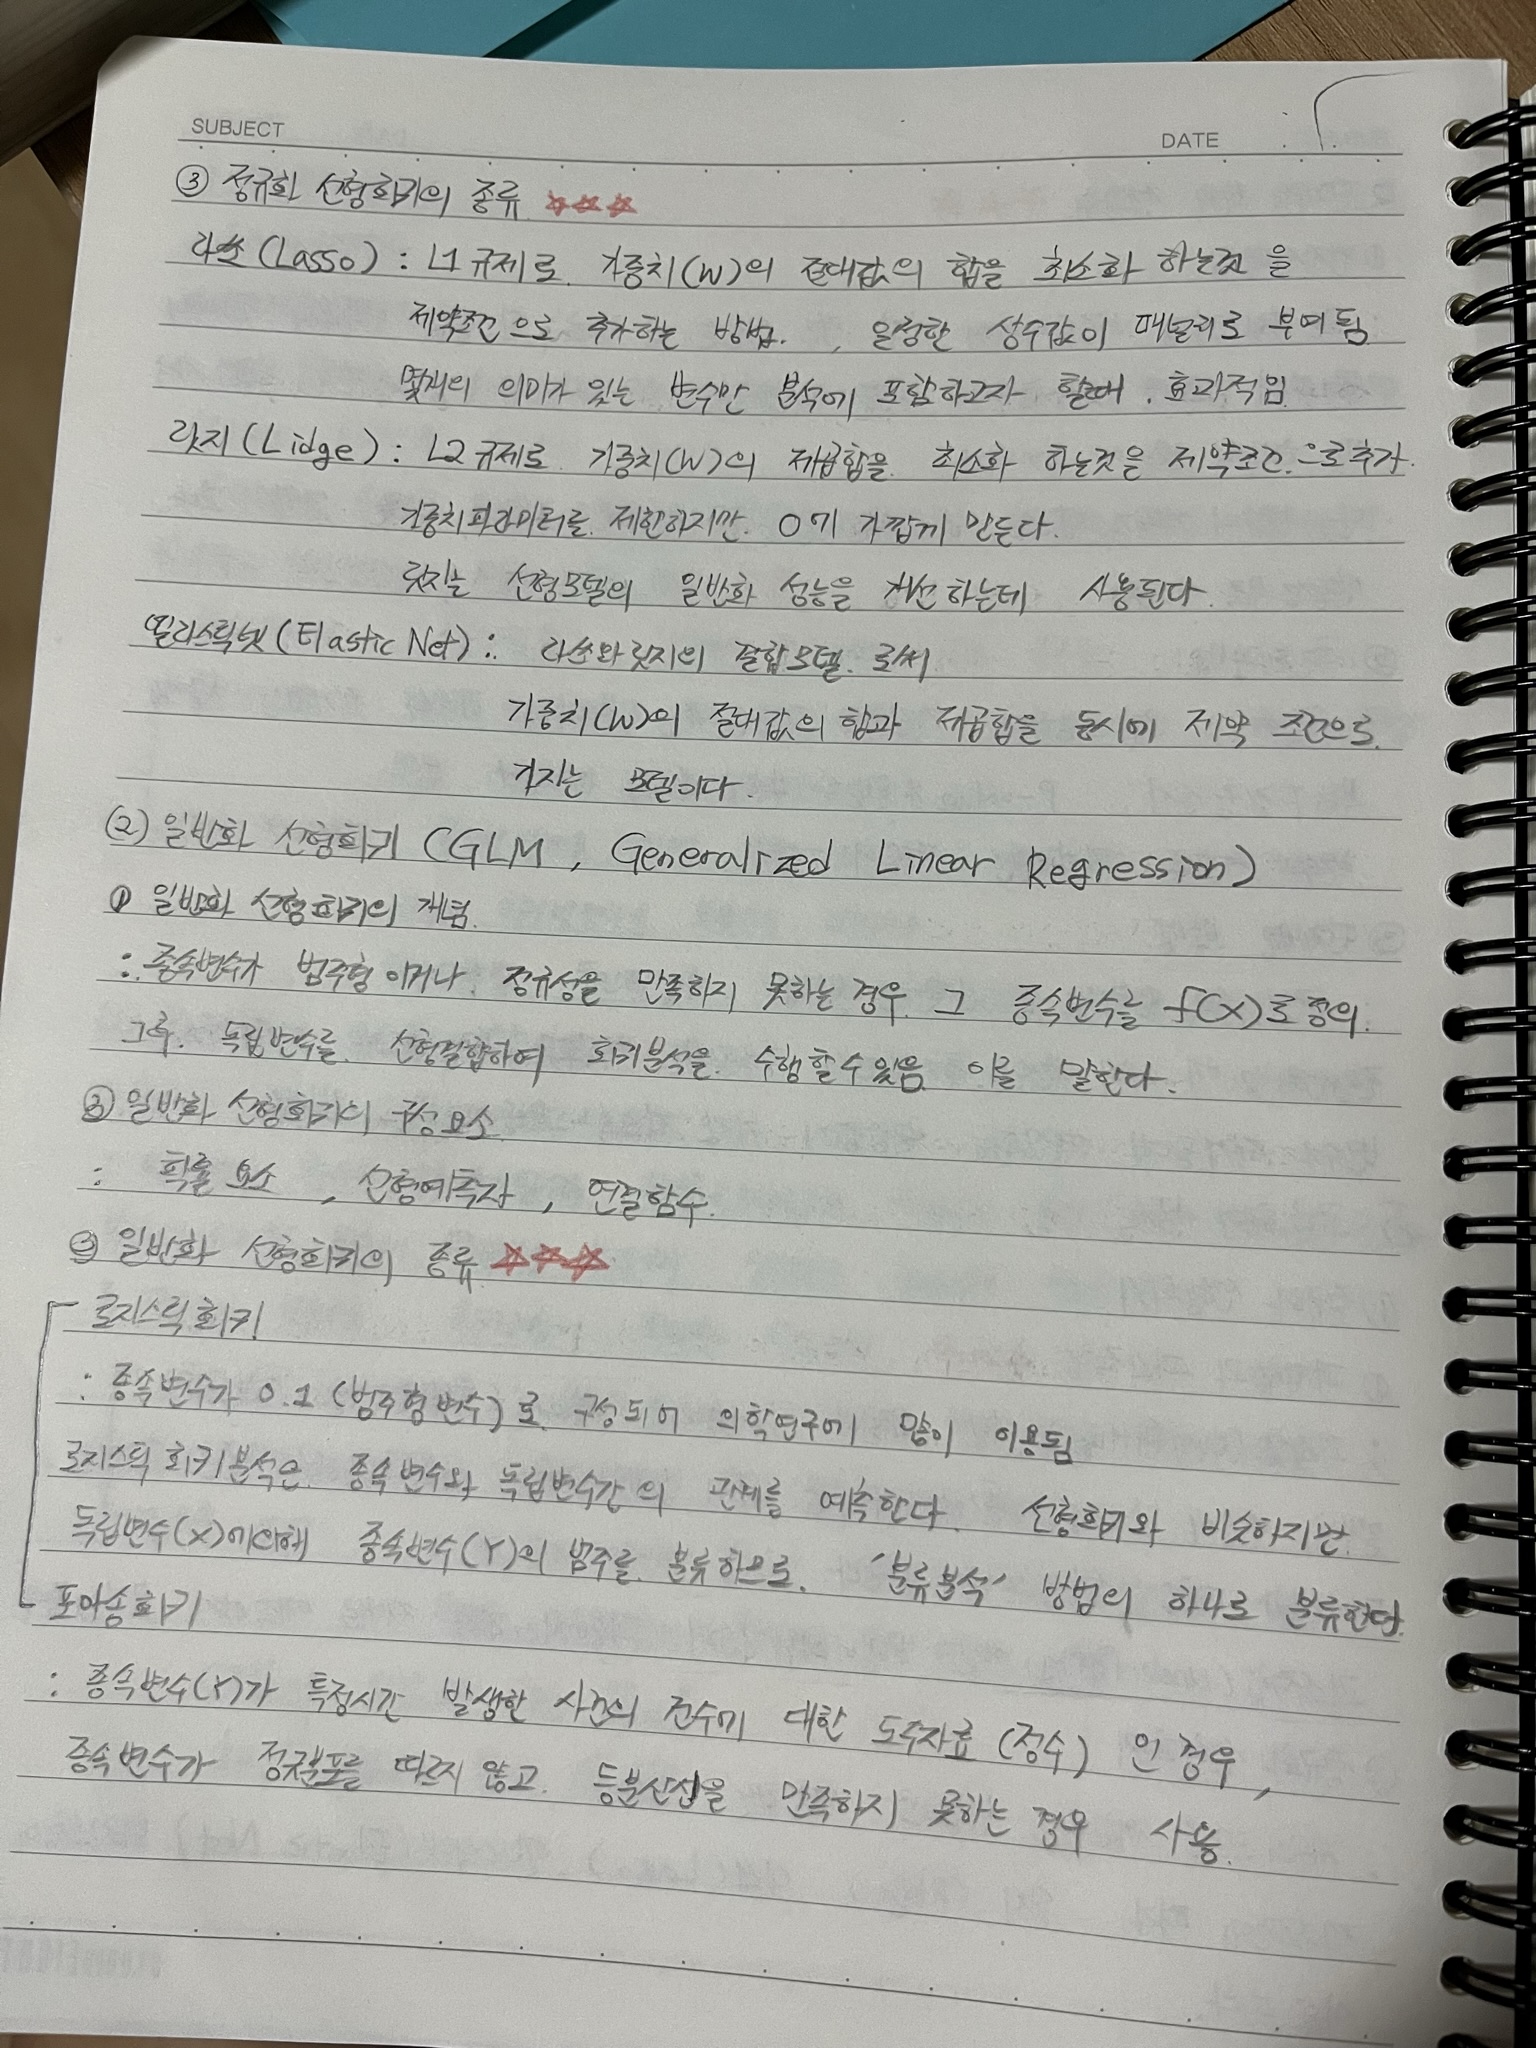 SUBJECT
DATE
③ 정규화 선형회귀의 종류 ☆☆☆
라쏘(Lasso) : L1규제로 가중치(W)의 절대값의 합을 최소화 하는것 을
제약조건으로 추가하는 방법. , 일정한 상수값이 패널티로 부여됨
몇개의 의미가 있는 변수만 분석에 포함하고자 할때. 효과적임
릿지(Lidge) : L2규제로 가중치(W)의 제곱합을 최소화 하는것을 제약조건.으로추가.
가중치파라미터를 제한하지만. 0에 가깝게 만든다.
릿지는 선형모델의 일반화 성능을 개선하는데 사용된다.
엘라스틱넷(Elastic Net) : 라쏘와릿지의 결합모델. 로써
가중치(W)의 절대값의 합과 제곱합을 동시에 제약 조건으로
가지는 모델이다.
(2) 일반화 선형회귀 (GLM, Generalized Linear Regression)
① 일반화 선형회귀의 개념.
: 종속변수가 범주형이거나 정규성을 만족하지 못하는 경우 그 종속변수를 f(x)로 정의.
그후. 독립변수를 선형결합하여 회귀분석을 수행할수있음 이를 말한다.
② 일반화 선형회귀의 구성요소.
: 확률요소 , 선형예측자 , 연결함수.
③ 일반화 선형회귀의 종류 ☆☆☆
로지스틱회귀
: 종속변수가 0.1 (범주형변수)로 구성되어 의학연구에 많이 이용됨
로지스틱 회귀분석은 종속변수와 독립변수간의 관계를 예측한다. 선형회귀와 비슷하지만
독립변수(X)에의해 종속변수(Y)의 범주를 분류하므로. '분류분석' 방법의 하나로 분류한다.
포아송회귀
: 종속변수(Y)가 특정시간 발생한 사건의 건수에 대한 도수자료(정수) 인 경우,
종속변수가 정규분포를 따르지 않고. 등분산성을 만족하지 못하는 경우 사용.